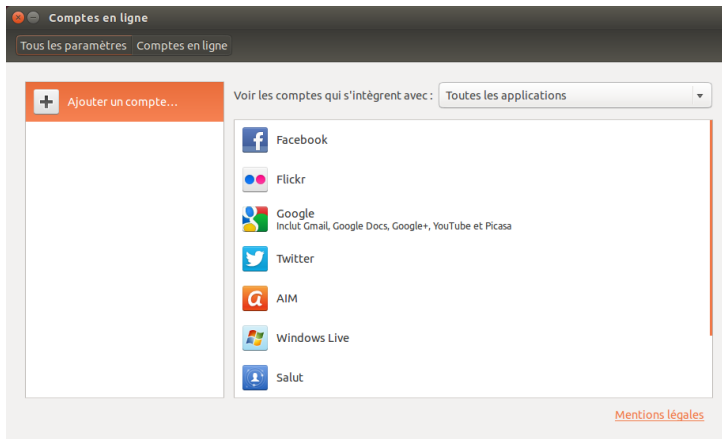 Comptes en ligne
Tous les paramètres Comptes en ligne
Ajouter un compte...
Voir les comptes qui s'intègrent avec : Toutes les applications
Facebook
Flickr
Google
Inclut Gmail, Google Docs, Google+, YouTube et Picasa
Twitter
AIM
Windows Live
Salut
Mentions légales